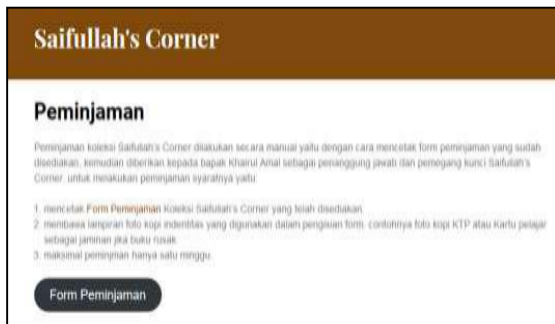 Saifullah's Corner
Peminjaman
Peminjaman koleksi Saifullah's Corner dilakukan secara manual yaitu dengan cara mencetak form peminjaman yang sudah
disediakan, kemudian diberikan kepada bapak Khairul Amal sebagai penanggung jawab dan pemegang kunci Saifullah's
Corner. untuk melakukan peminjaman syaratnya yaitu:
1. mencetak Form Peminjaman Koleksi Saifullah's Corner yang telah disediakan.
2. membawa lampiran foto kopi indentitas yang digunakan dalam pengisian form. contohnya foto kopi KTP atau Kartu pelajar
sebagai jaminan jika buku rusak.
3. maksimal peminjman hanya satu minggu.
Form Peminjaman